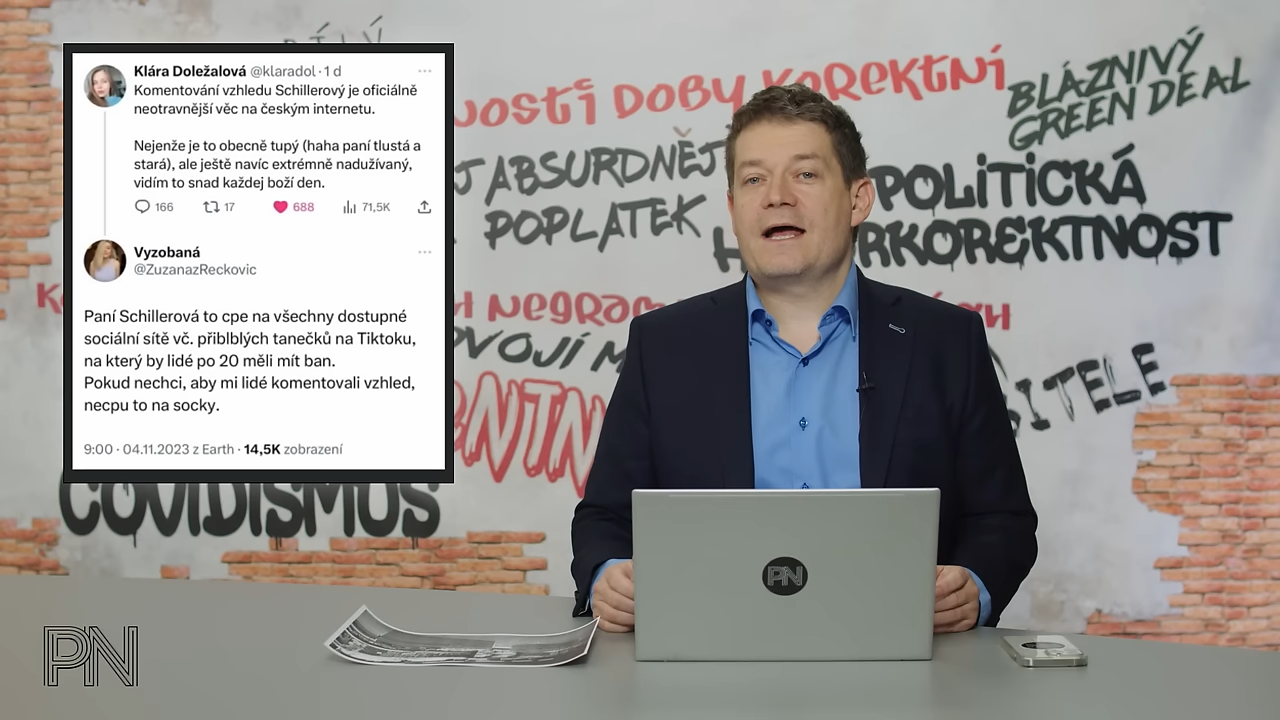 Klára Doležalová @klaradol · 1 d
Komentování vzhledu Schillerový je oficiálně
neotravnější věc na českým internetu.
Nejenže je to obecně tupý (haha paní tlustá a
stará), ale ještě navíc extrémně nadužívaný,
vidím to snad každej boží den.
166 17 688 71,5K
Vyzobaná
@ZuzanazReckovic
Paní Schillerová to cpe na všechny dostupné
sociální sítě vč. přiblblých tanečků na Tiktoku,
na který by lidé po 20 měli mít ban.
Pokud nechci, aby mi lidé komentovali vzhled,
necpu to na socky.
9:00 · 04.11.2023 z Earth · 14,5K zobrazení
DOBY KOREKTNÍ
BLÁZNIVÝ
GREEN DEAL
POPLATEK
POLITICKÁ
COVIDISMUS
PN
PN